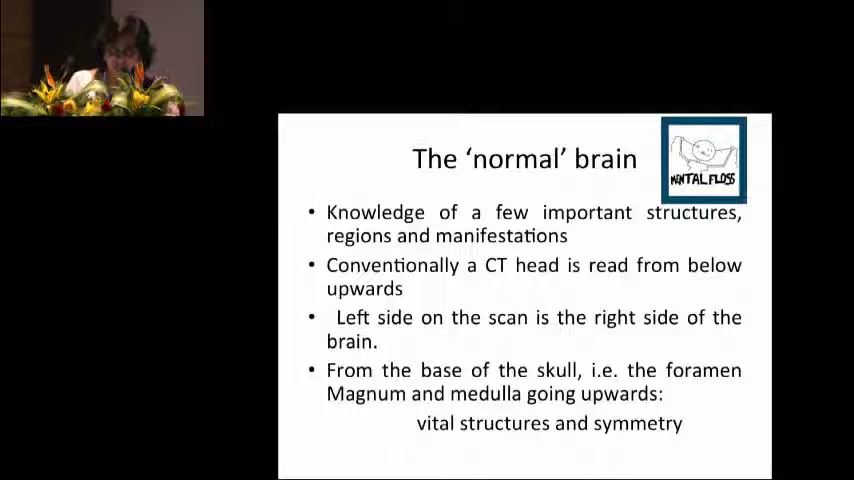 The ‘normal’ brain
MENTAL FLOSS
• Knowledge of a few important structures,
regions and manifestations
• Conventionally a CT head is read from below
upwards
• Left side on the scan is the right side of the
brain.
• From the base of the skull, i.e. the foramen
Magnum and medulla going upwards:
vital structures and symmetry